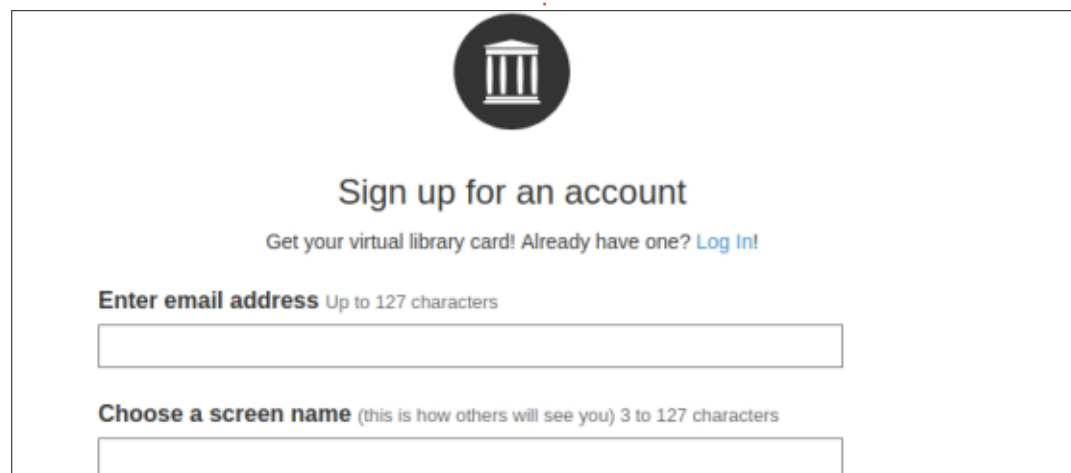 Sign up for an account
Get your virtual library card! Already have one? Log In!
Enter email address Up to 127 characters
Choose a screen name (this is how others will see you) 3 to 127 characters